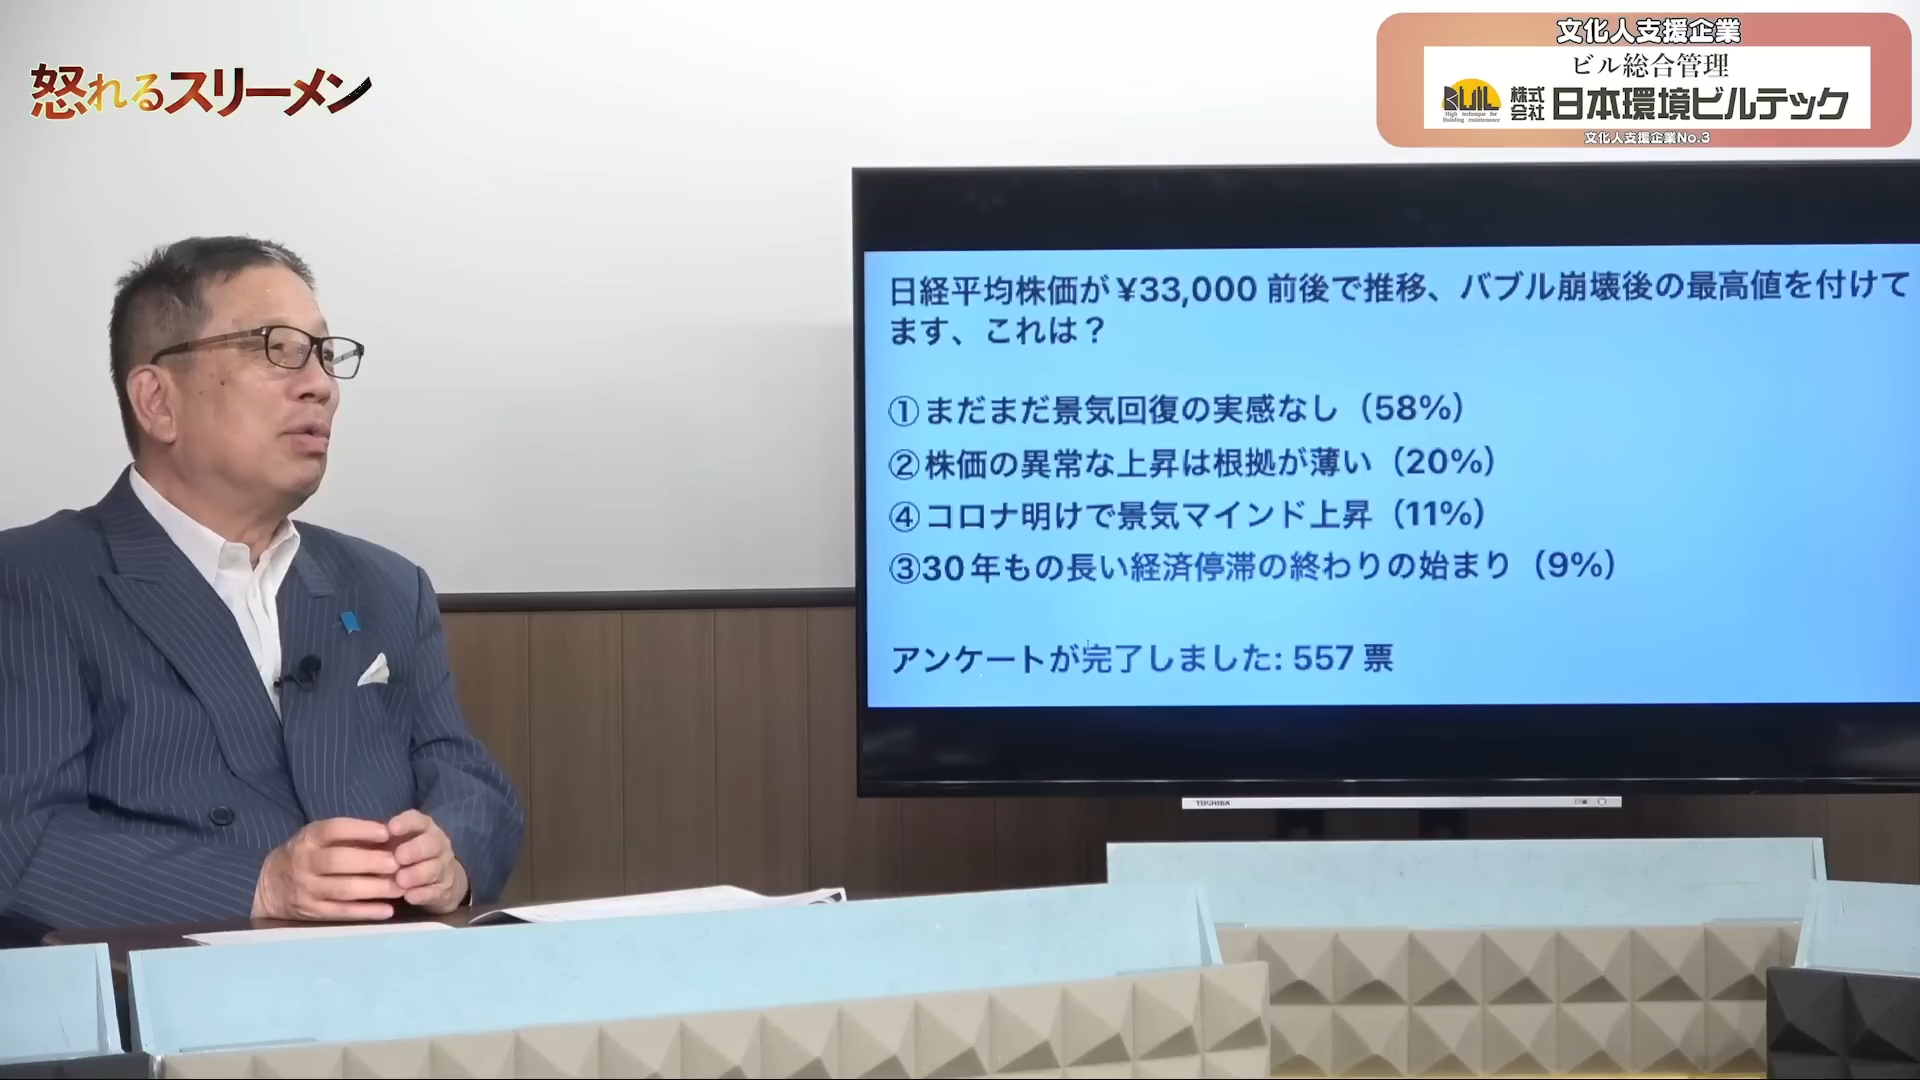 怒れるスリーメン
文化人支援企業
ビル総合管理
BUIL
High technique for
Building maintenance
株式会社 日本環境ビルテック
文化人支援企業No.3
日経平均株価が¥33,000 前後で推移、バブル崩壊後の最高値を付けて
ます、これは？
①まだまだ景気回復の実感なし（58%）
②株価の異常な上昇は根拠が薄い（20%）
④コロナ明けで景気マインド上昇（11%）
③30年もの長い経済停滞の終わりの始まり（9%）
アンケートが完了しました: 557 票
TOSHIBA